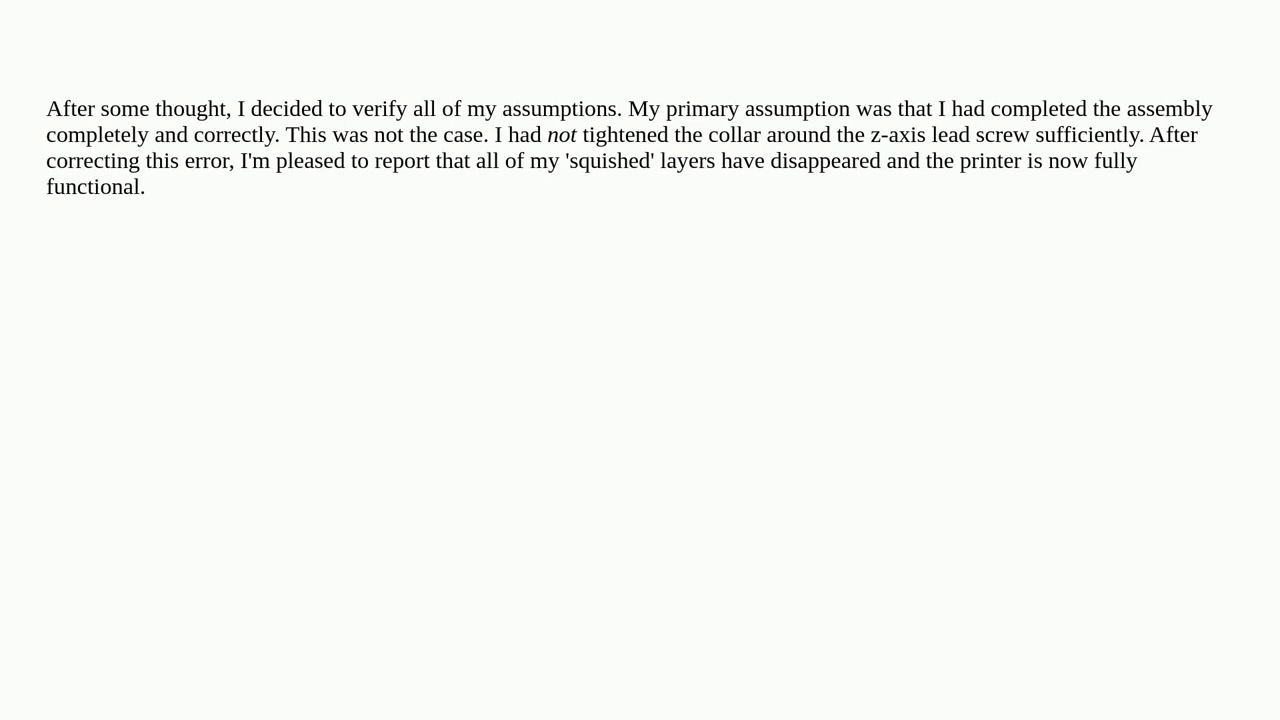 After some thought, I decided to verify all of my assumptions. My primary assumption was that I had completed the assembly
completely and correctly. This was not the case. I had not tightened the collar around the z-axis lead screw sufficiently. After
correcting this error, I'm pleased to report that all of my 'squished' layers have disappeared and the printer is now fully
functional.